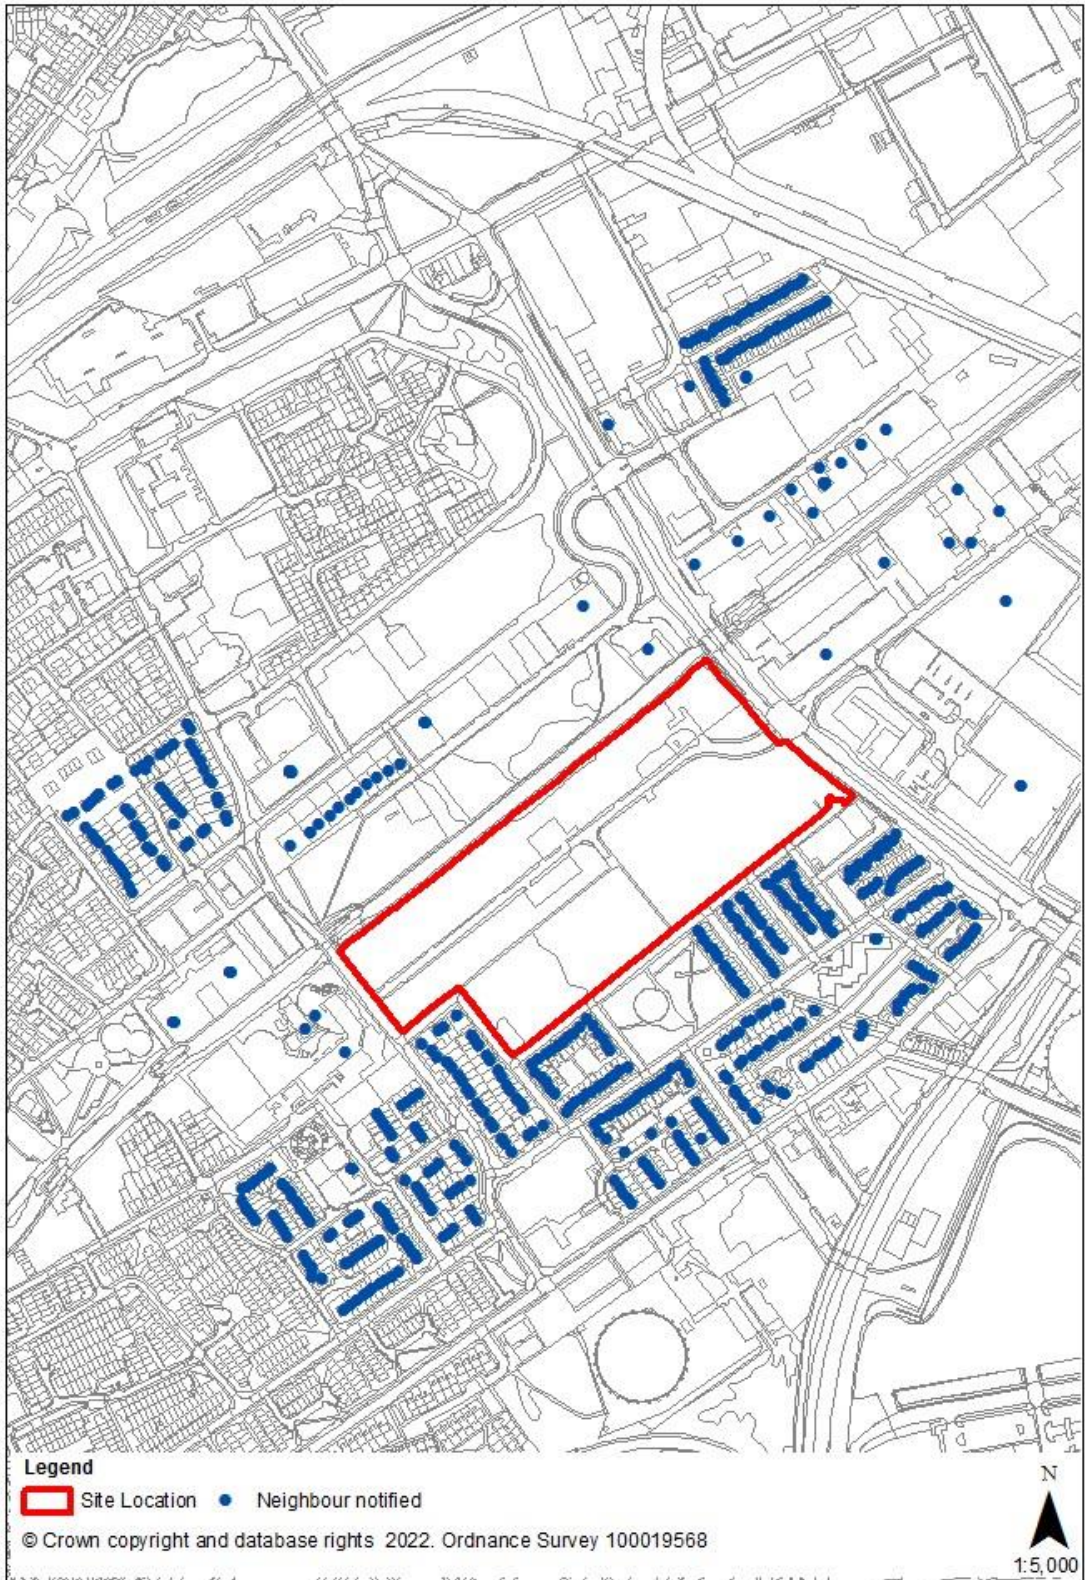 Legend
Site Location Neighbour notified
© Crown copyright and database rights 2022. Ordnance Survey 100019568
N
1:5,000